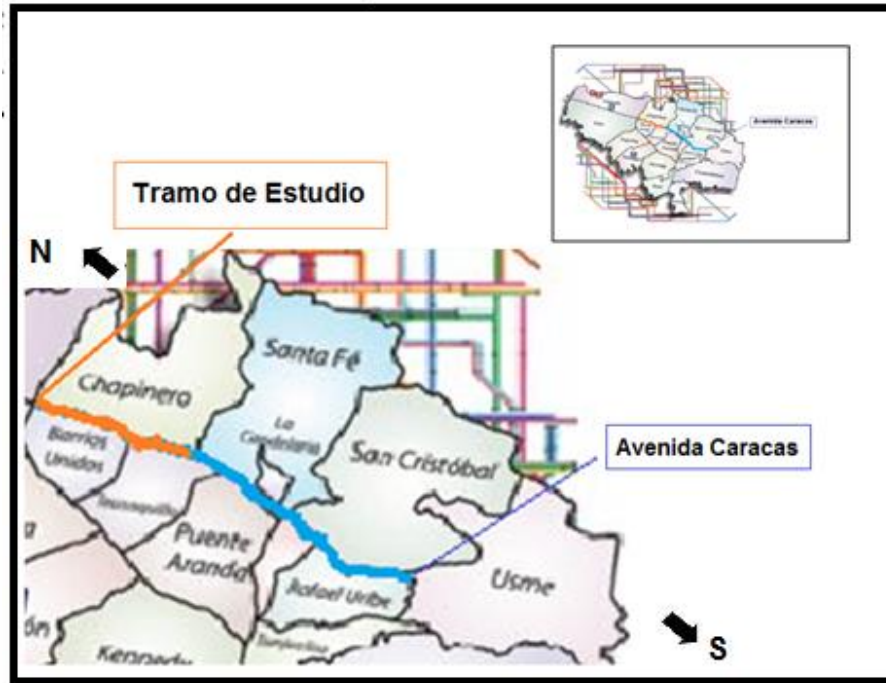 Avenida Caracas
Tramo de Estudio
N
Santa Fé
Chapinero
La
Candelaria
Avenida Caracas
Barrios
Unidos
San Cristóbal
Teusaquillo
Puente
Aranda
Usme
Rafael Uribe
Kennedy
S